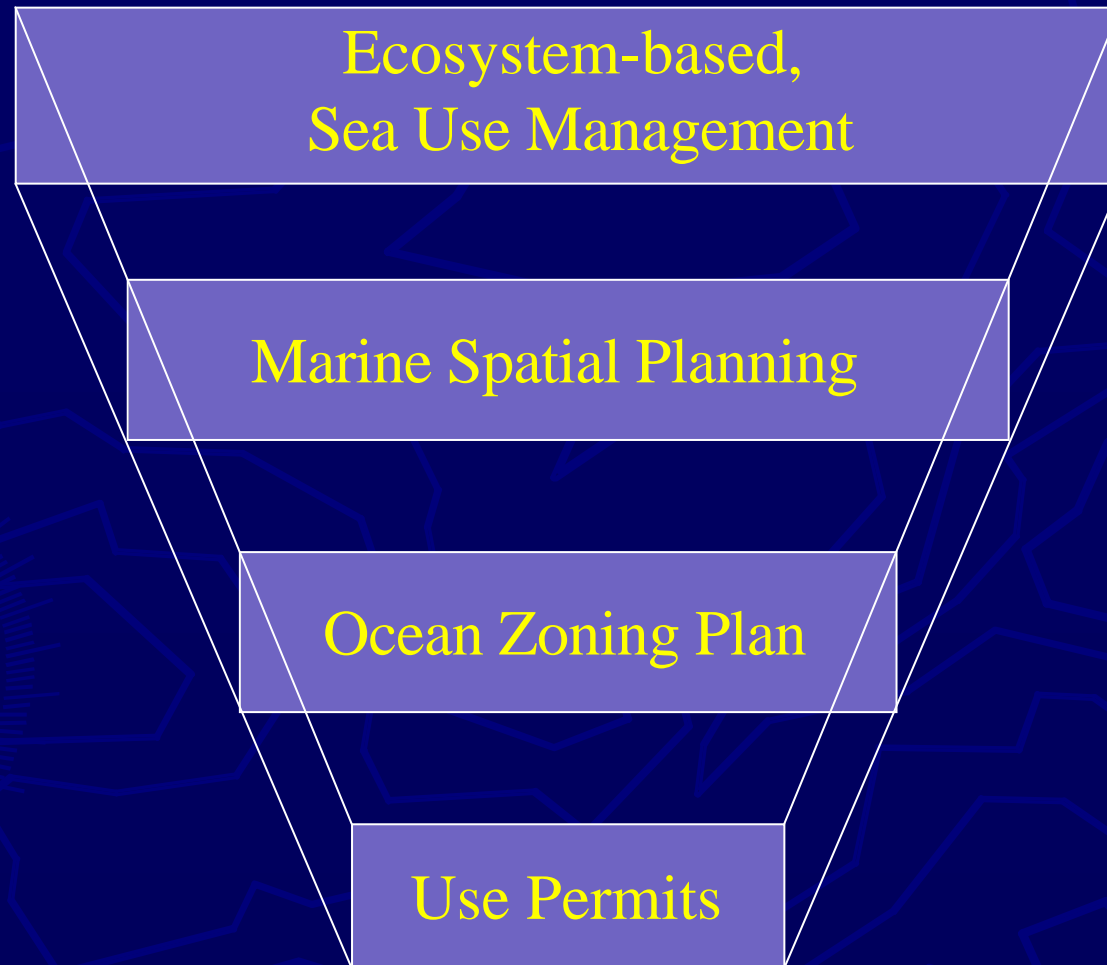 Ecosystem-based,
Sea Use Management
Marine Spatial Planning
Ocean Zoning Plan
Use Permits